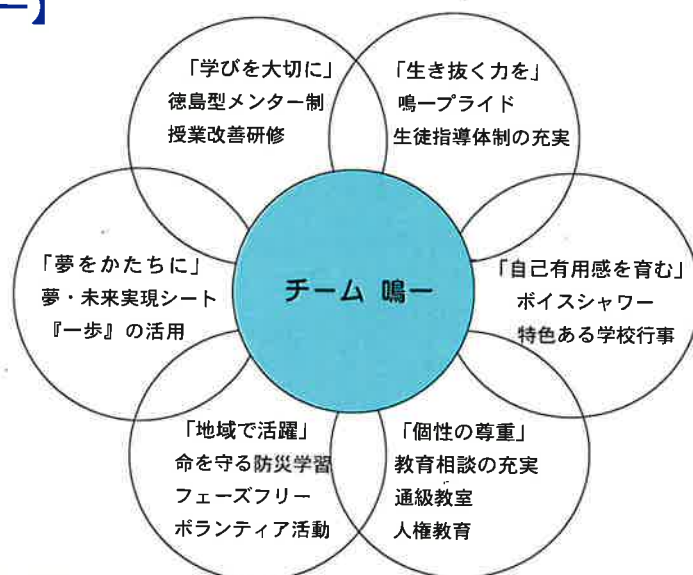 ー】
「学びを大切に」
徳島型メンター制
授業改善研修
「生き抜く力を」
鳴一プライド
生徒指導体制の充実
「夢をかたちに」
夢・未来実現シート
『一歩』の活用
チーム 鳴一
「自己有用感を育む」
ボイスシャワー
特色ある学校行事
「地域で活躍」
命を守る防災学習
フェーズフリー
ボランティア活動
「個性の尊重」
教育相談の充実
通級教室
人権教育